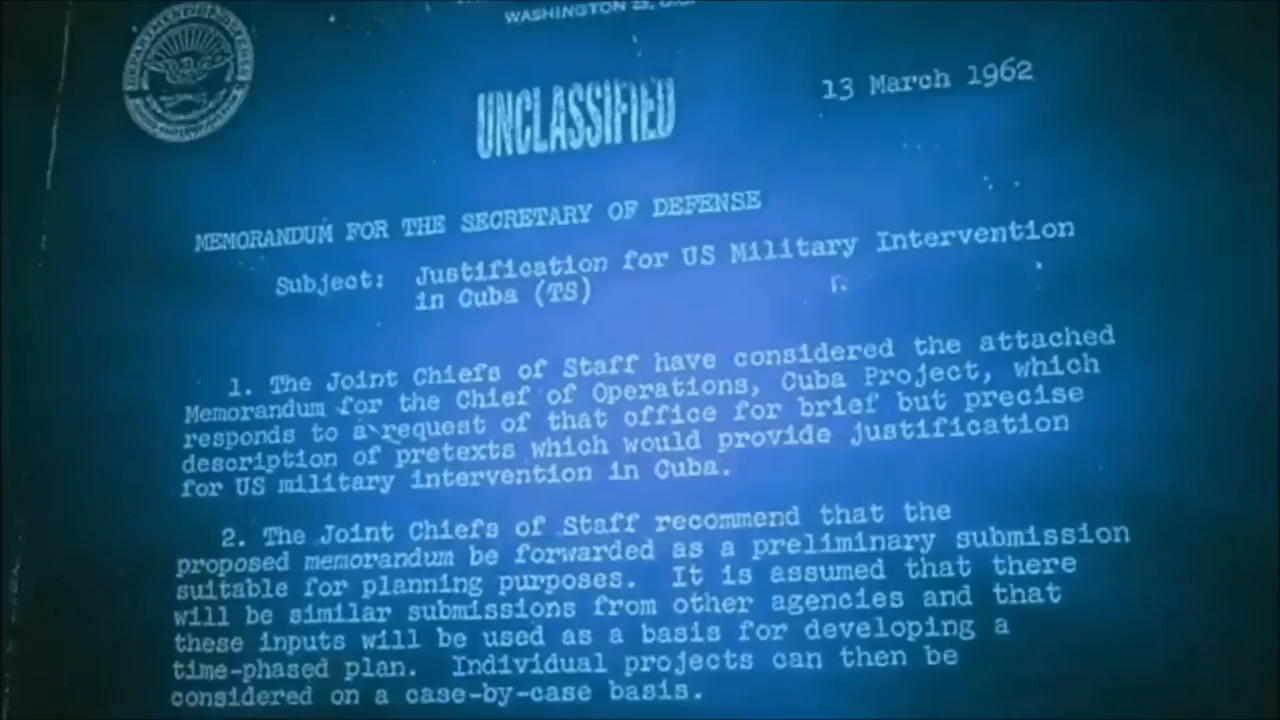 WASHINGTON 25, D.C.
UNCLASSIFIED
13 March 1962
MEMORANDUM FOR THE SECRETARY OF DEFENSE
Subject: Justification for US Military Intervention
in Cuba (TS)
1. The Joint Chiefs of Staff have considered the attached
Memorandum for the Chief of Operations, Cuba Project, which
responds to a request of that office for brief but precise
description of pretexts which would provide justification
for US military intervention in Cuba.
2. The Joint Chiefs of Staff recommend that the
proposed memorandum be forwarded as a preliminary submission
suitable for planning purposes. It is assumed that there
will be similar submissions from other agencies and that
these inputs will be used as a basis for developing a
time-phased plan. Individual projects can then be
considered on a case-by-case basis.